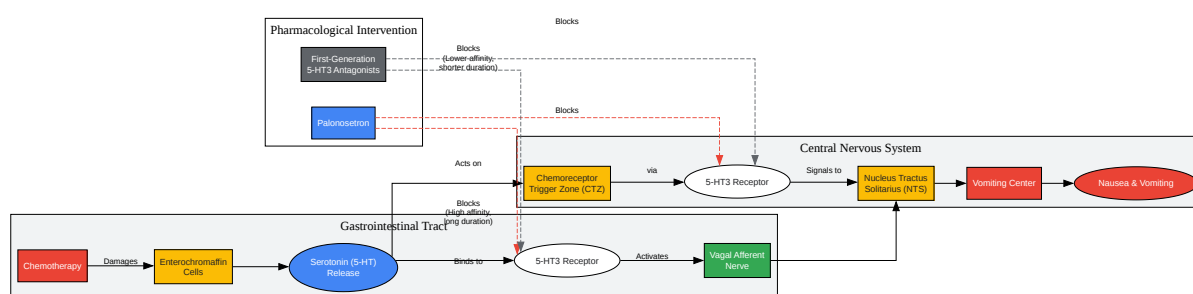 Blocks
Pharmacological Intervention
First-Generation
5-HT3 Antagonists
Blocks
(Lower affinity,
shorter duration)
Palonosetron
Blocks
Central Nervous System
Acts on
Chemoreceptor
Trigger Zone (CTZ)
via
5-HT3 Receptor
Signals to
Nucleus Tractus
Solitarius (NTS)
Vomiting Center
Nausea & Vomiting
Blocks
(High affinity,
long duration)
Gastrointestinal Tract
Chemotherapy
Damages
Enterochromaffin
Cells
Serotonin (5-HT)
Release
Binds to
5-HT3 Receptor
Activates
Vagal Afferent
Nerve